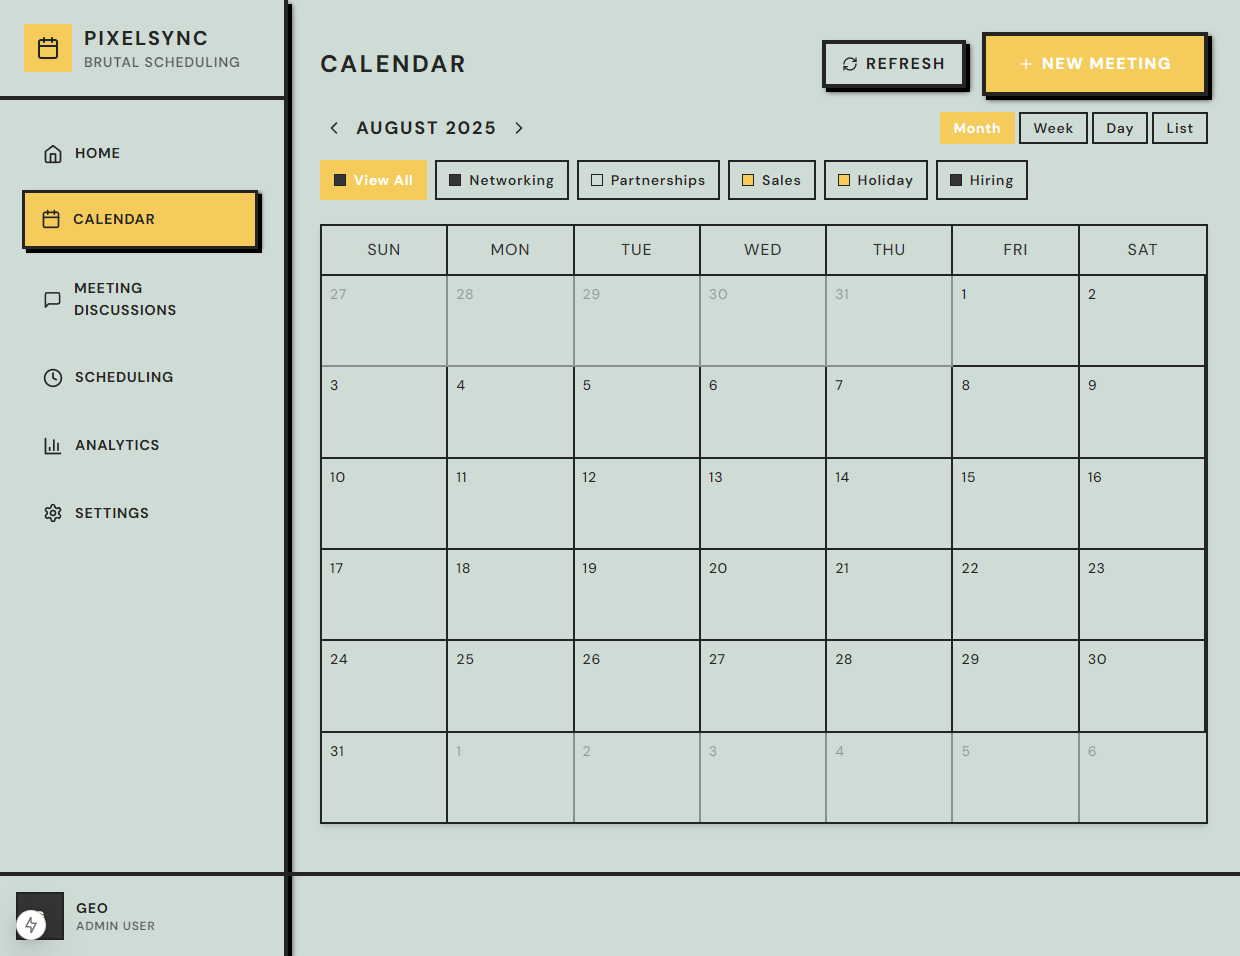 PIXELSYNC
BRUTAL SCHEDULING
HOME
CALENDAR
MEETING
DISCUSSIONS
SCHEDULING
ANALYTICS
SETTINGS
GEO
ADMIN USER
CALENDAR
REFRESH
+ NEW MEETING
AUGUST 2025
Month Week Day List
View All Networking Partnerships Sales Holiday Hiring
SUN MON TUE WED THU FRI SAT
27 28 29 30 31 1 2
3 4 5 6 7 8 9
10 11 12 13 14 15 16
17 18 19 20 21 22 23
24 25 26 27 28 29 30
31 1 2 3 4 5 6